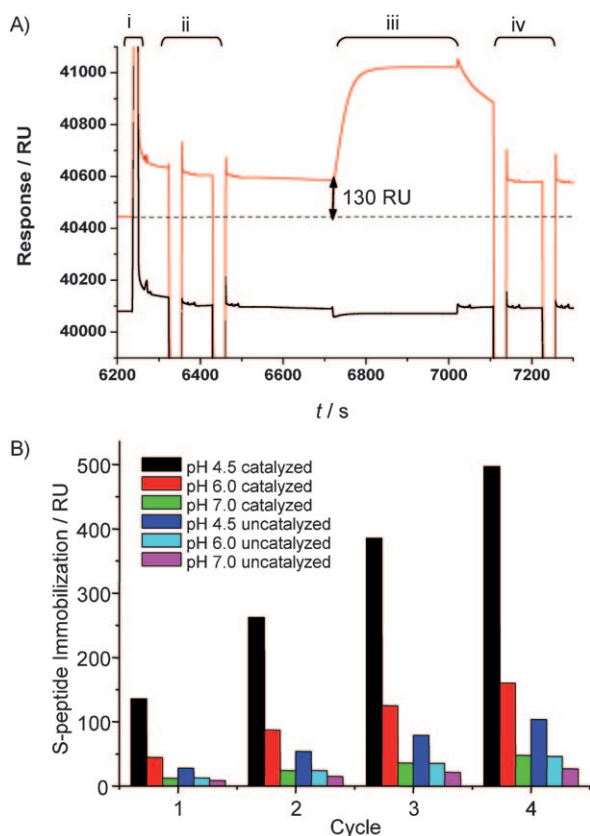 A)
i ii iii iv
41000
40800
40600
40400
40200
40000
Response / RU
130 RU
6200 6400 6600 6800 7000 7200
t / s
B)
500
400
300
200
100
0
S-peptide Immobilization / RU
pH 4.5 catalyzed
pH 6.0 catalyzed
pH 7.0 catalyzed
pH 4.5 uncatalyzed
pH 6.0 uncatalyzed
pH 7.0 uncatalyzed
1 2 3 4
Cycle